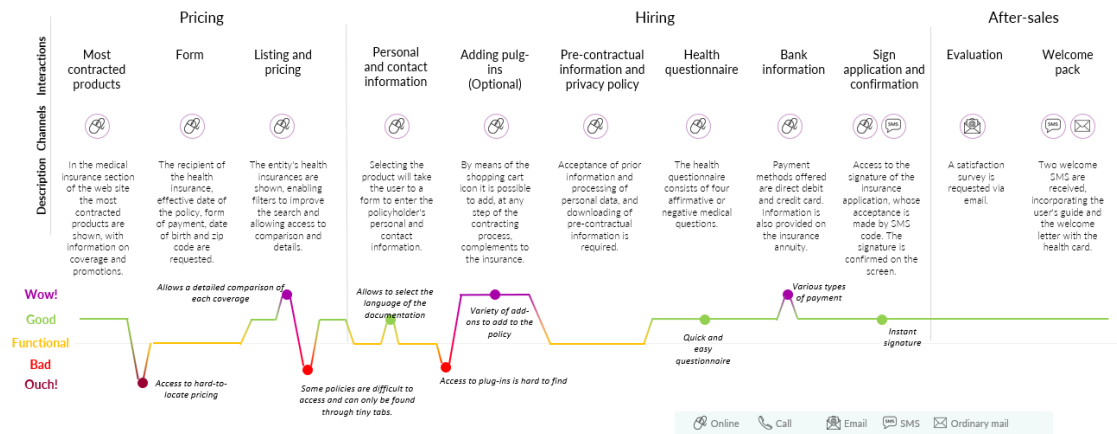 Pricing
Hiring
After-sales
Interactions
Most
contracted
products
Form
Listing and
pricing
Personal
and contact
information
Adding pulg-
ins
(Optional)
Pre-contractual
information and
privacy policy
Health
questionnaire
Bank
information
Sign
application and
confirmation
Evaluation
Welcome
pack
Channels
SMS
SMS
Description
In the medical
insurance section
of the web site
the most
contracted
products are
shown, with
information on
coverage and
promotions.
The recipient of
the health
insurance,
effective date of
the policy, form
of payment, date
of birth and zip
code are
requested.
The entity's health
insurances are
shown, enabling
filters to improve
the search and
allowing access to
comparison and
details.
Selecting the
product will take
the user to a
form to enter the
policyholder's
personal and
contact
information.
By means of the
shopping cart
icon it is possible
to add, at any
step of the
contracting
process,
complements to
the insurance.
Acceptance of prior
information and
processing of
personal data, and
downloading of
pre-contractual
information is
required.
The health
questionnaire
consists of four
affirmative or
negative medical
questions.
Payment
methods offered
are direct debit
and credit card.
Information is
also provided on
the insurance
annuity.
Access to the
signature of the
insurance
application, whose
acceptance is
made by SMS
code. The
signature is
confirmed on the
screen.
A satisfaction
survey is
requested via
email.
Two welcome
SMS are
received,
incorporating the
user's guide and
the welcome
letter with the
health card.
Wow!
Good
Functional
Bad
Ouch!
Access to hard-to-
locate pricing
Allows a detailed comparison of
each coverage
Some policies are difficult to
access and can only be found
through tiny tabs.
Allows to select the
language of the
documentation
Access to plug-ins is hard to find
Variety of add-
ons to add to the
policy
Quick and
easy
questionnaire
Various types
of payment
Instant
signature
Online
Call
Email
SMS
SMS
Ordinary mail